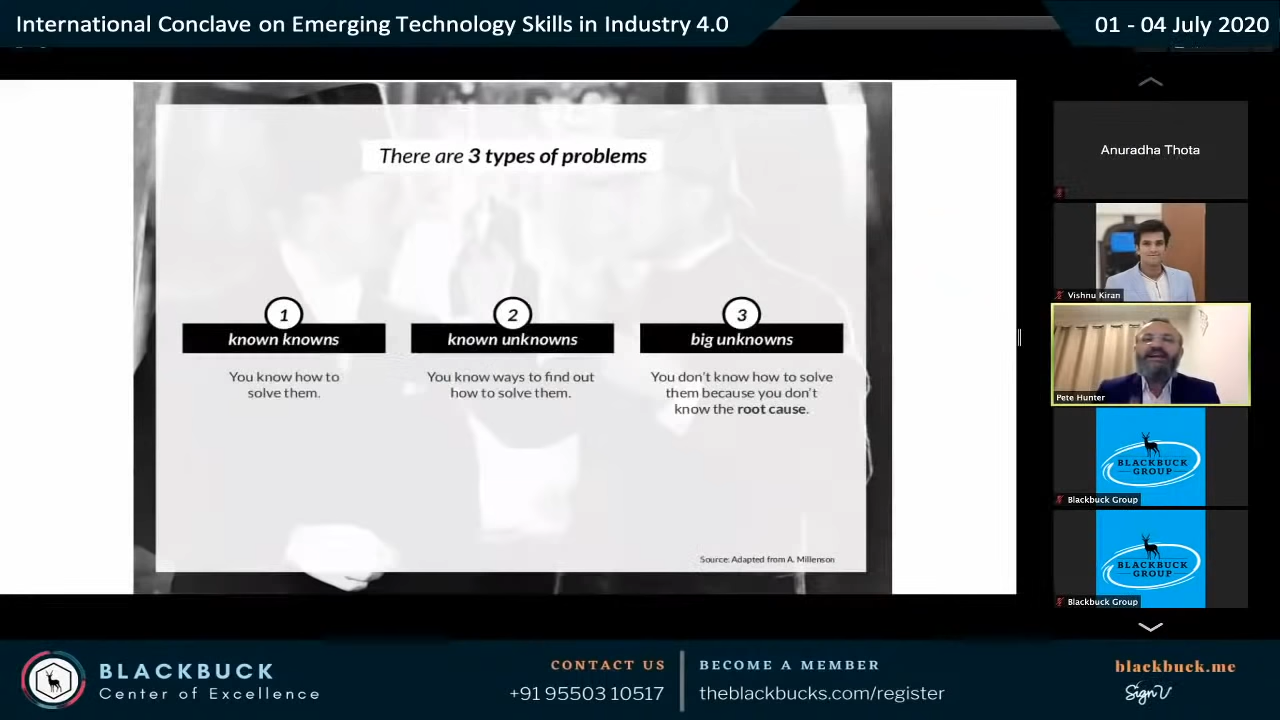 International Conclave on Emerging Technology Skills in Industry 4.0
01 - 04 July 2020
There are 3 types of problems
1
known knowns
You know how to
solve them.
2
known unknowns
You know ways to find out
how to solve them.
3
big unknowns
You don't know how to solve
them because you don't
know the root cause.
Source: Adapted from A. Millenson
Anuradha Thota
Vishnu Kiran
Pete Hunter
BLACKBUCK
GROUP
Blackbuck Group
BLACKBUCK
GROUP
Blackbuck Group
BLACKBUCK
Center of Excellence
CONTACT US
+91 95503 10517
BECOME A MEMBER
theblackbucks.com/register
blackbuck.me
SignV